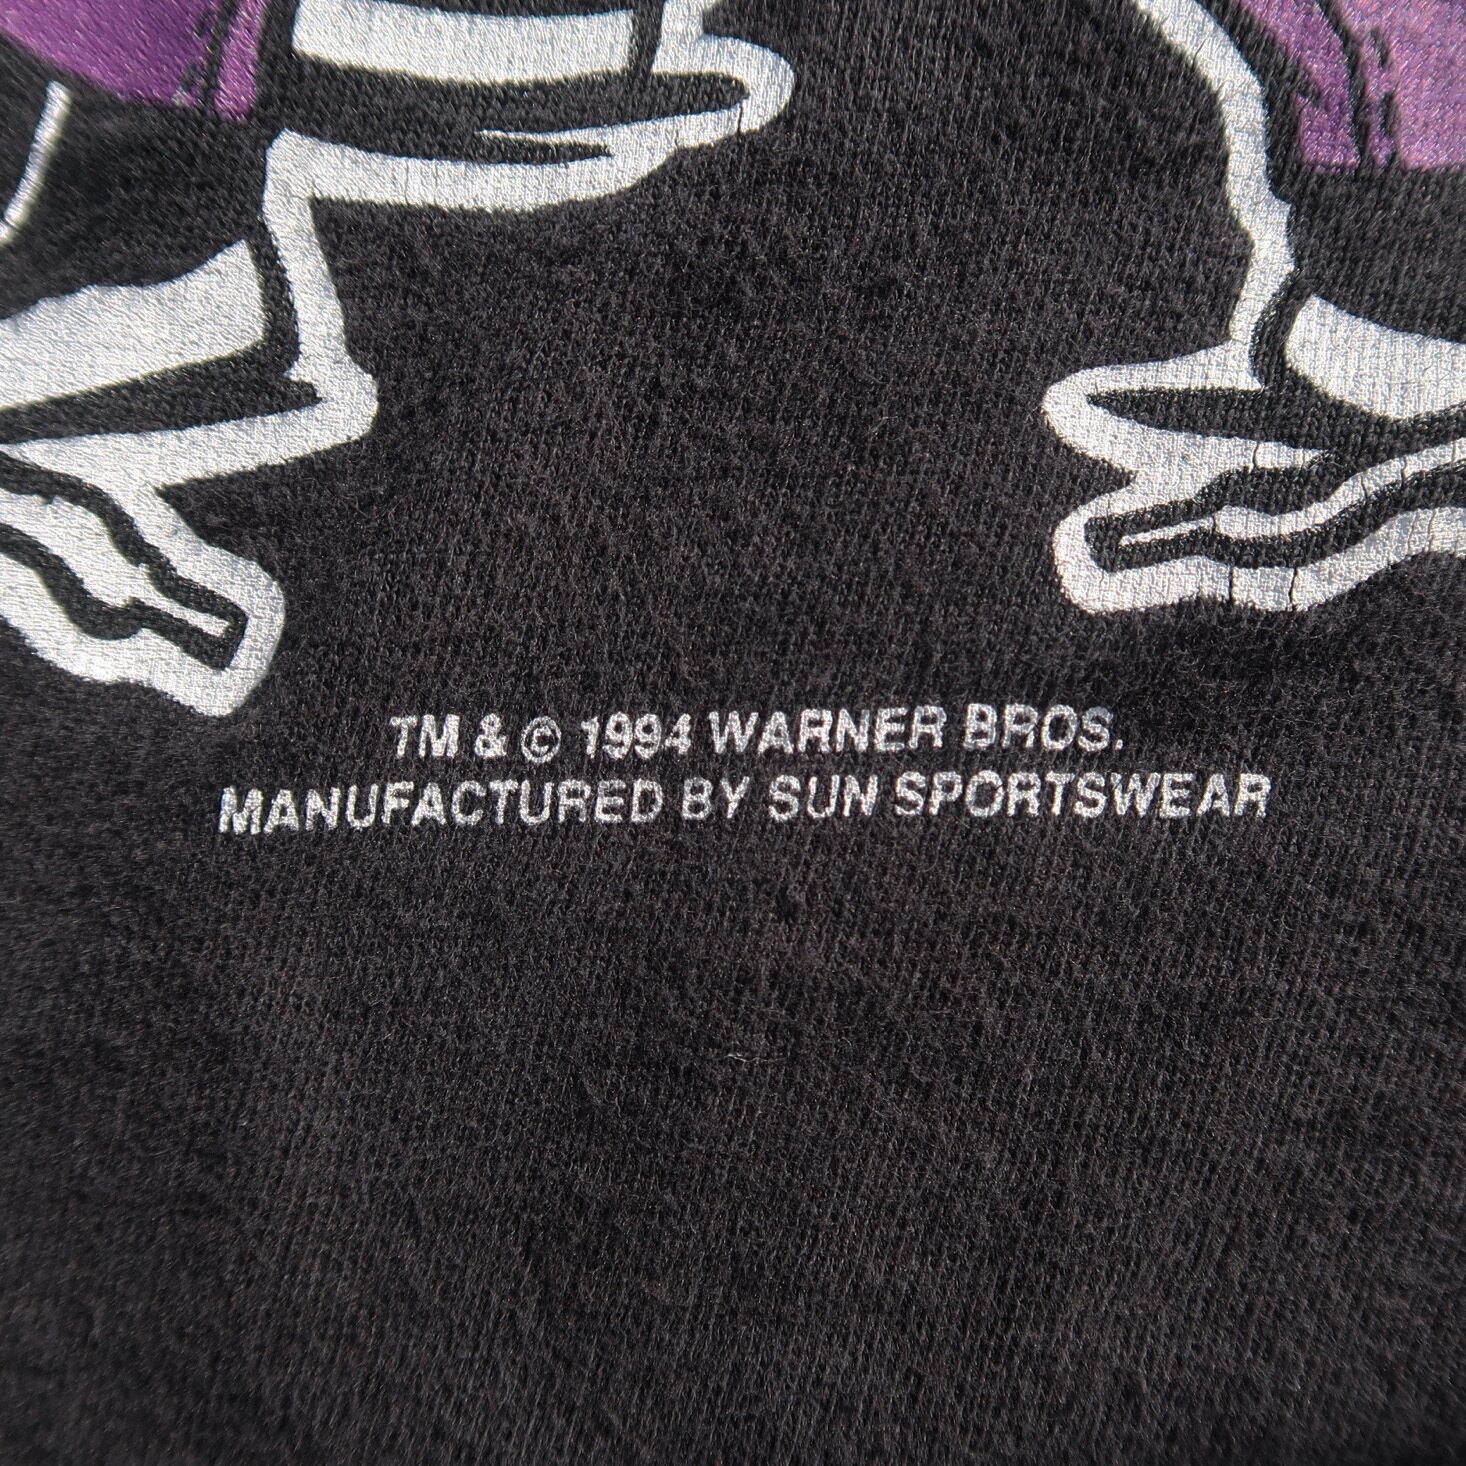 TM & © 1994 WARNER BROS.
MANUFACTURED BY SUN SPORTSWEAR